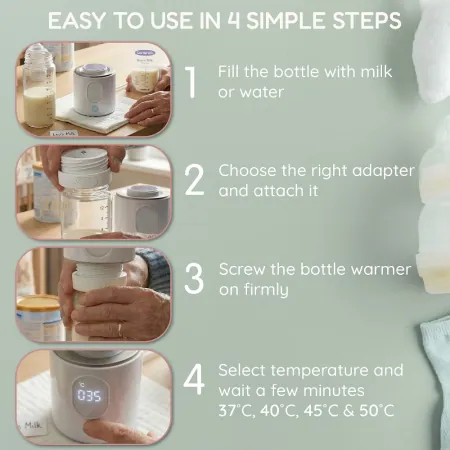 EASY TO USE IN 4 SIMPLE STEPS
1
Fill the bottle with milk
or water
2
Choose the right adapter
and attach it
3
Screw the bottle warmer
on firmly
°C
035
Milk
4
Select temperature and
wait a few minutes
37°C, 40°C, 45°C & 50°C